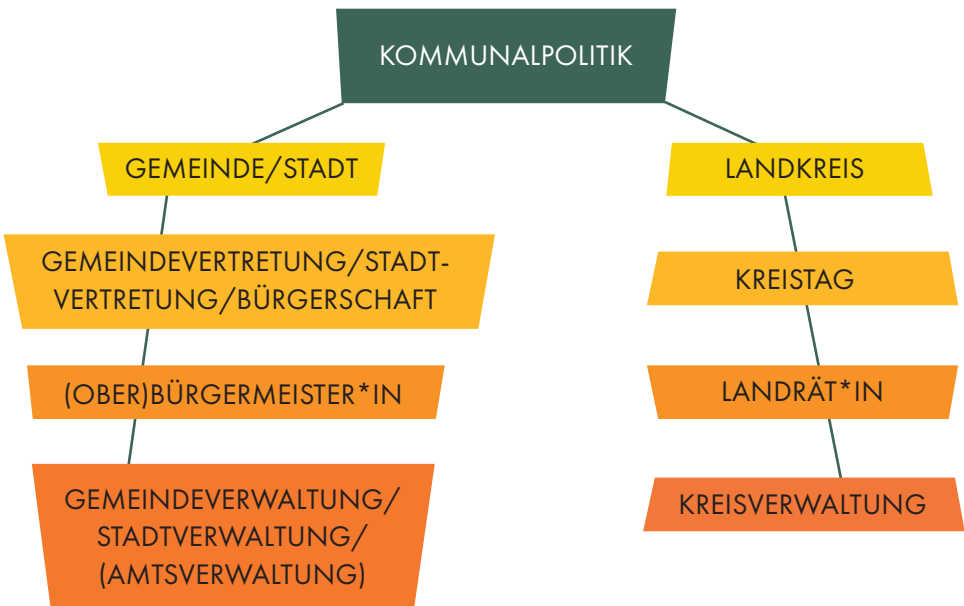 KOMMUNALPOLITIK
GEMEINDE/STADT
GEMEINDEVERTRETUNG/STADT-
VERTRETUNG/BÜRGERSCHAFT
(OBER)BÜRGERMEISTER*IN
GEMEINDEVERWALTUNG/
STADTVERWALTUNG/
(AMTSVERWALTUNG)
LANDKREIS
KREISTAG
LANDRÄT*IN
KREISVERWALTUNG